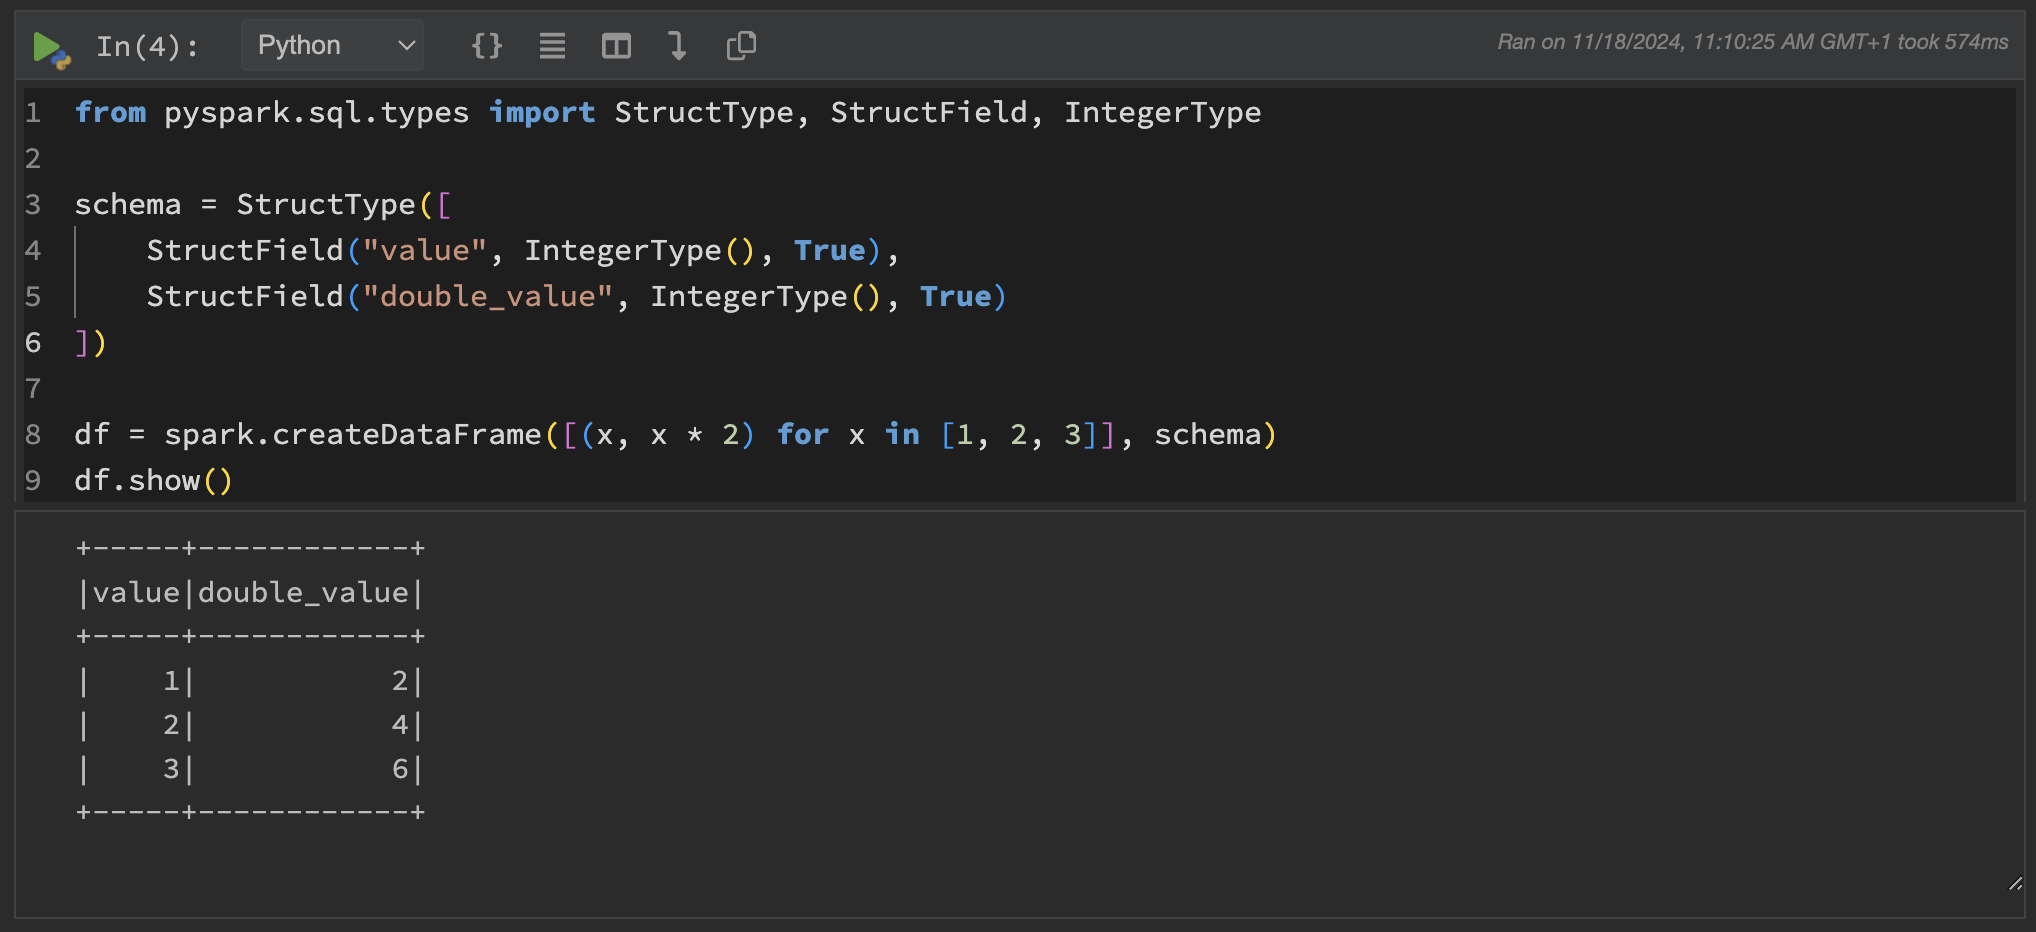 In(4): Python {} Ran on 11/18/2024, 11:10:25 AM GMT+1 took 574ms
1 from pyspark.sql.types import StructType, StructField, IntegerType
2
3 schema = StructType([
4     StructField("value", IntegerType(), True),
5     StructField("double_value", IntegerType(), True)
6 ])
7
8 df = spark.createDataFrame([(x, x * 2) for x in [1, 2, 3]], schema)
9 df.show()
+-----+------------+
|value|double_value|
+-----+------------+
|    1|           2|
|    2|           4|
|    3|           6|
+-----+------------+